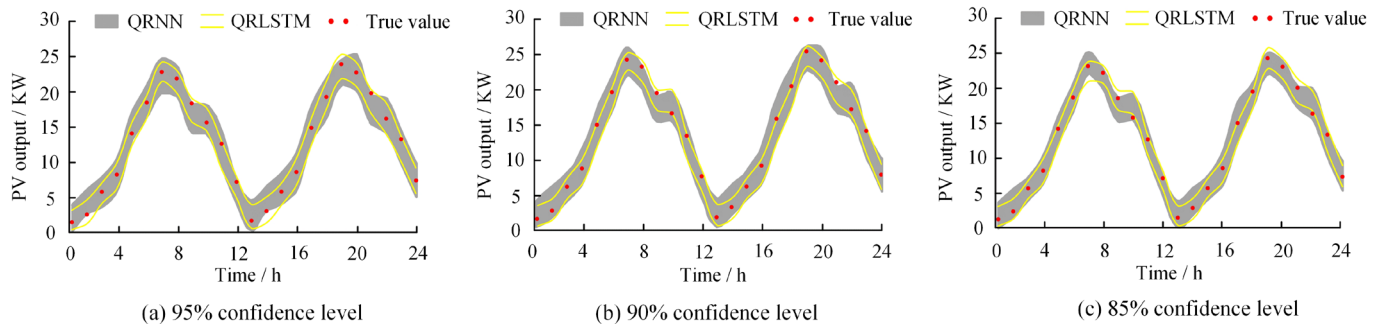 (a)
30
25
20
15
10
5
0
PV output / KW
QRNN QRLSTM True value
0 4 8 12 16 20 24
Time / h
(a) 95% confidence level
(b)
30
25
20
15
10
5
0
PV output / KW
QRNN QRLSTM True value
0 4 8 12 16 20 24
Time / h
(b) 90% confidence level
(c)
30
25
20
15
10
5
0
PV output / KW
QRNN QRLSTM True value
0 4 8 12 16 20 24
Time / h
(c) 85% confidence level